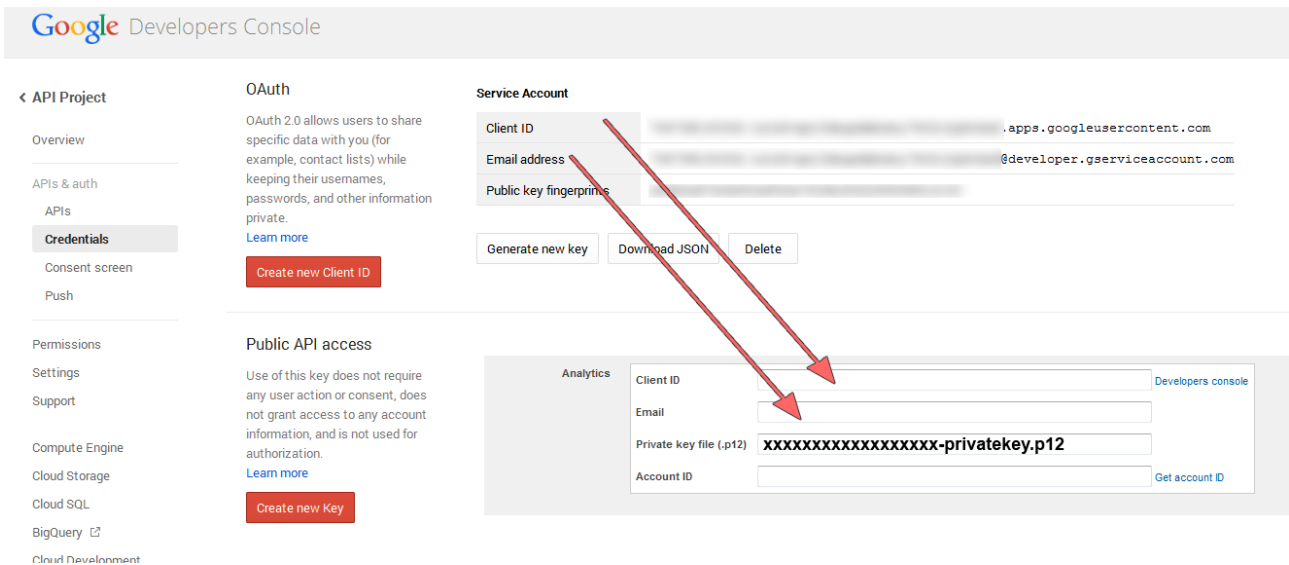 Google Developers Console
API Project
Overview
APIs & auth
APIs
Credentials
Consent screen
Push
Permissions
Settings
Support
Compute Engine
Cloud Storage
Cloud SQL
BigQuery
Cloud Development
OAuth
OAuth 2.0 allows users to share
specific data with you (for
example, contact lists) while
keeping their usernames,
passwords, and other information
private.
Learn more
Create new Client ID
Service Account
Client ID .apps.googleusercontent.com
Email address @developer.gserviceaccount.com
Public key fingerprints
Generate new key Download JSON Delete
Public API access
Use of this key does not require
any user action or consent, does
not grant access to any account
information, and is not used for
authorization.
Learn more
Create new Key
Analytics
Client ID Developers console
Email
Private key file (.p12) xxxxxxxxxxxxxxxxxx-privatekey.p12
Account ID Get account ID